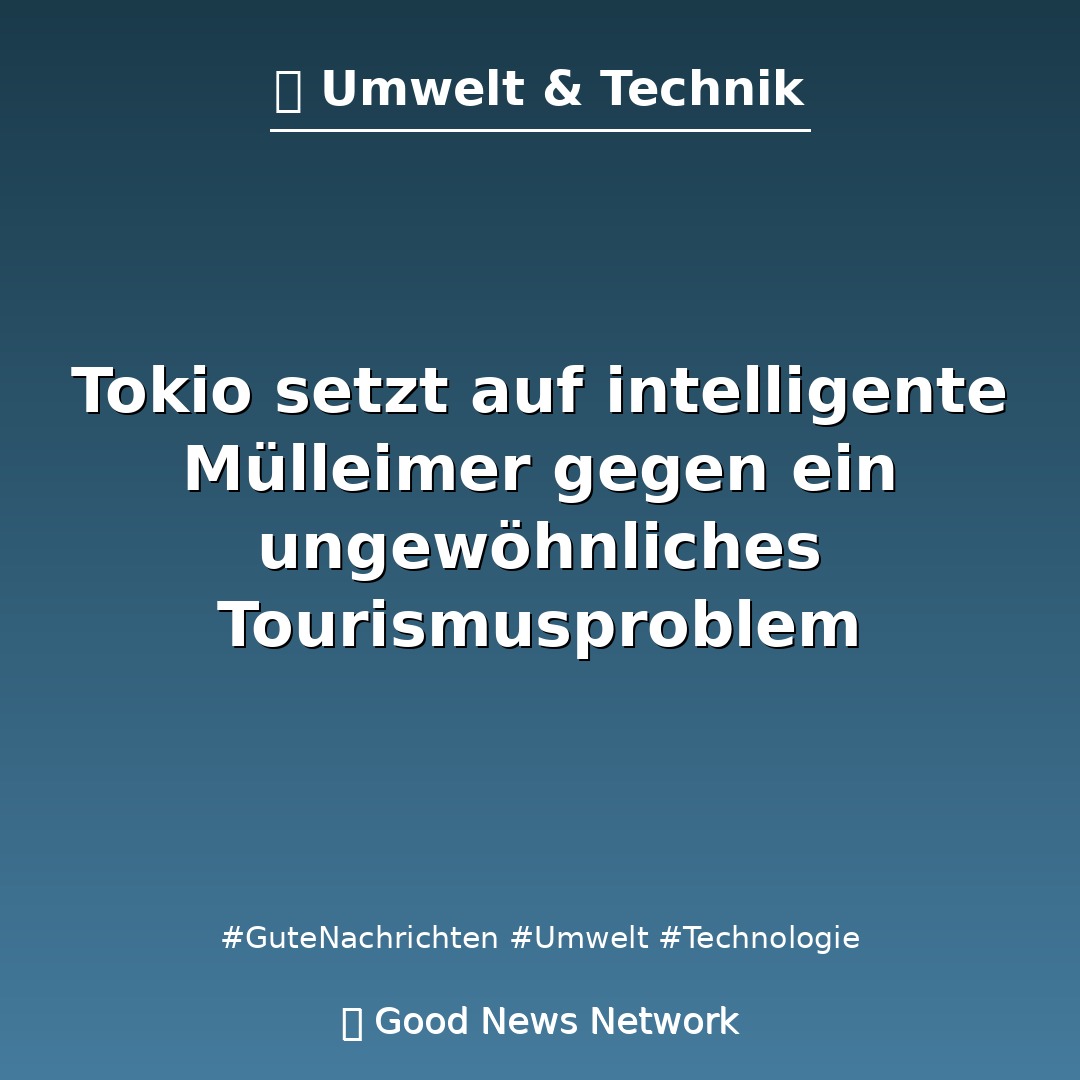 Umwelt & Technik
Tokio setzt auf intelligente
Mülleimer gegen ein
ungewöhnliches
Tourismusproblem
#GuteNachrichten #Umwelt #Technologie
Good News Network